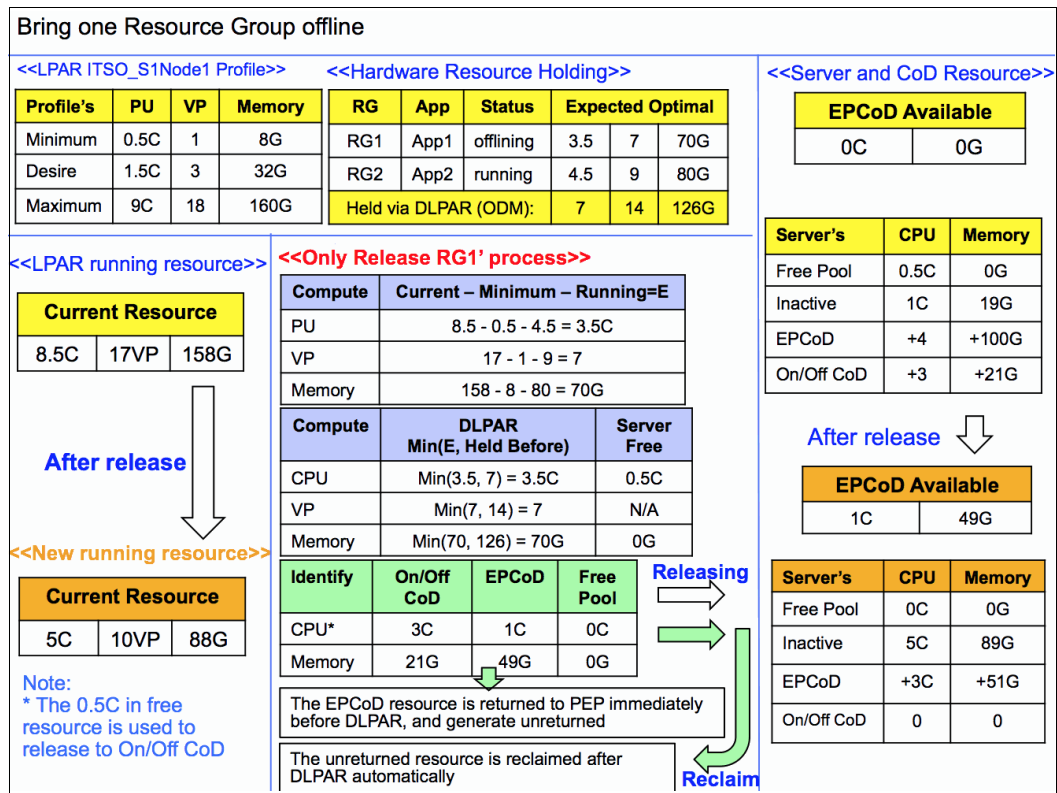 Bring one Resource Group offline
<<LPAR ITSO_S1Node1 Profile>>
Profile's PU VP Memory
Minimum 0.5C 1 8G
Desire 1.5C 3 32G
Maximum 9C 18 160G
<<Hardware Resource Holding>>
RG App Status Expected Optimal
RG1 App1 offlining 3.5 7 70G
RG2 App2 running 4.5 9 80G
Held via DLPAR (ODM): 7 14 126G
<<Server and CoD Resource>>
EPCoD Available
0C 0G
Server's CPU Memory
Free Pool 0.5C 0G
Inactive 1C 19G
EPCoD +4 +100G
On/Off CoD +3 +21G
After release
EPCoD Available
1C 49G
Server's CPU Memory
Free Pool 0C 0G
Inactive 5C 89G
EPCoD +3C +51G
On/Off CoD 0 0
<<LPAR running resource>>
Current Resource
8.5C 17VP 158G
After release
<<New running resource>>
Current Resource
5C 10VP 88G
Note:
* The 0.5C in free
resource is used to
release to On/Off CoD
<<Only Release RG1' process>>
Compute Current – Minimum – Running=E
PU 8.5 - 0.5 - 4.5 = 3.5C
VP 17 - 1 - 9 = 7
Memory 158 - 8 - 80 = 70G
Compute DLPAR Server
Min(E, Held Before) Free
CPU Min(3.5, 7) = 3.5C 0.5C
VP Min(7, 14) = 7 N/A
Memory Min(70, 126) = 70G 0G
Identify On/Off EPCoD Free
CoD Pool
CPU* 3C 1C 0C
Memory 21G 49G 0G
Releasing
The EPCoD resource is returned to PEP immediately
before DLPAR, and generate unreturned
The unreturned resource is reclaimed after
DLPAR automatically
Reclaim